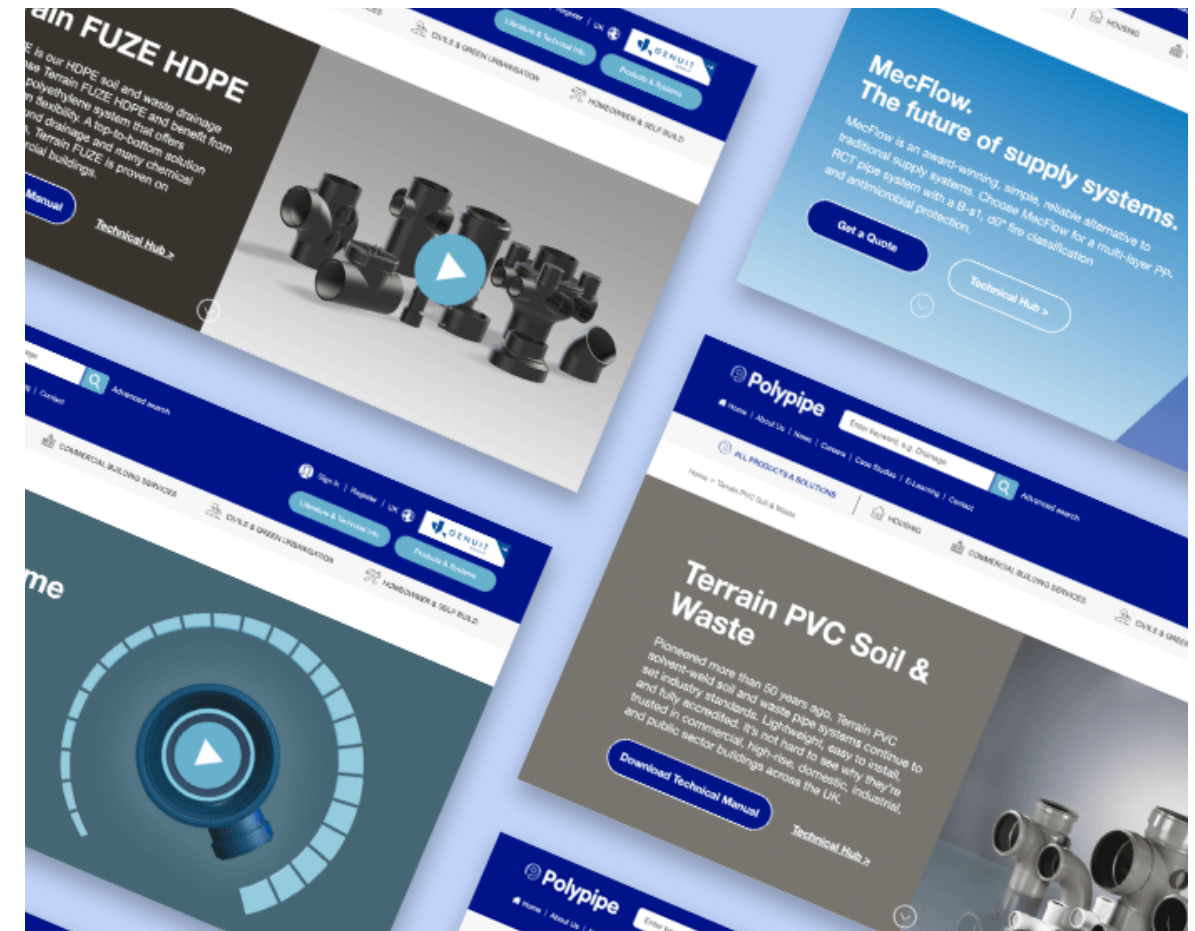 Register | UK
GENUIT
Literature & Technical Info
Products & Systems
CIVILS & GREEN URBANISATION
HOMEOWNER & SELF BUILD
ain FUZE HDPE
E is our HDPE soil and waste drainage
se Terrain FUZE HDPE and benefit from
polyethylene system that offers
n flexibility. A top-to-bottom solution
nd drainage and many chemical
. Terrain FUZE is proven on
rcial buildings.
Manual
Technical Hub >
HOUSING
MecFlow.
The future of supply systems.
MecFlow is an award-winning, simple, reliable alternative to
traditional supply systems. Choose MecFlow for a multi-layer PP-
RCT pipe system with a B-s1, d0* fire classification
and antimicrobial protection.
Get a Quote
Technical Hub >
Advanced search
| Contact
COMMERCIAL BUILDING SERVICES
Sign In | Register | UK
GENUIT
Literature & Technical Info
Products & Systems
CIVILS & GREEN URBANISATION
HOMEOWNER & SELF BUILD
me
Polypipe
Enter keyword, e.g. Drainage
Advanced search
Home | About Us | News | Careers | Case Studies | E-Learning | Contact
ALL PRODUCTS & SOLUTIONS
HOUSING
COMMERCIAL BUILDING SERVICES
CIVILS & GREEN
Home > Terrain PVC Soil & Waste
Terrain PVC Soil &
Waste
Pioneered more than 50 years ago, Terrain PVC
solvent-weld soil and waste pipe systems continue to
set industry standards. Lightweight, easy to install,
and fully accredited. It's not hard to see why they're
trusted in commercial, high-rise, domestic, industrial,
and public sector buildings across the UK.
Download Technical Manual
Technical Hub >
Polypipe
Home | About Us |
Enter key